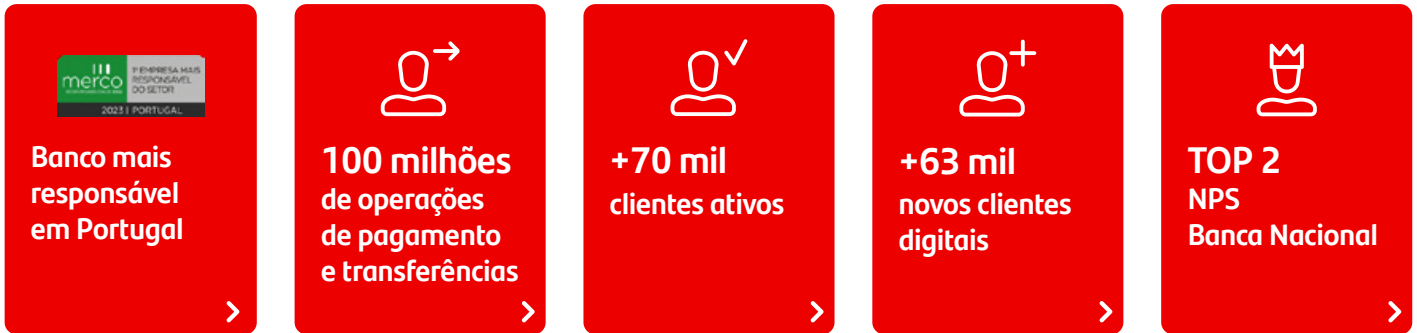 merco
1ª EMPRESA MAIS
RESPONSÁVEL
DO SETOR
2023 | PORTUGAL
Banco mais
responsável
em Portugal
100 milhões
de operações
de pagamento
e transferências
+70 mil
clientes ativos
+63 mil
novos clientes
digitais
TOP 2
NPS
Banca Nacional